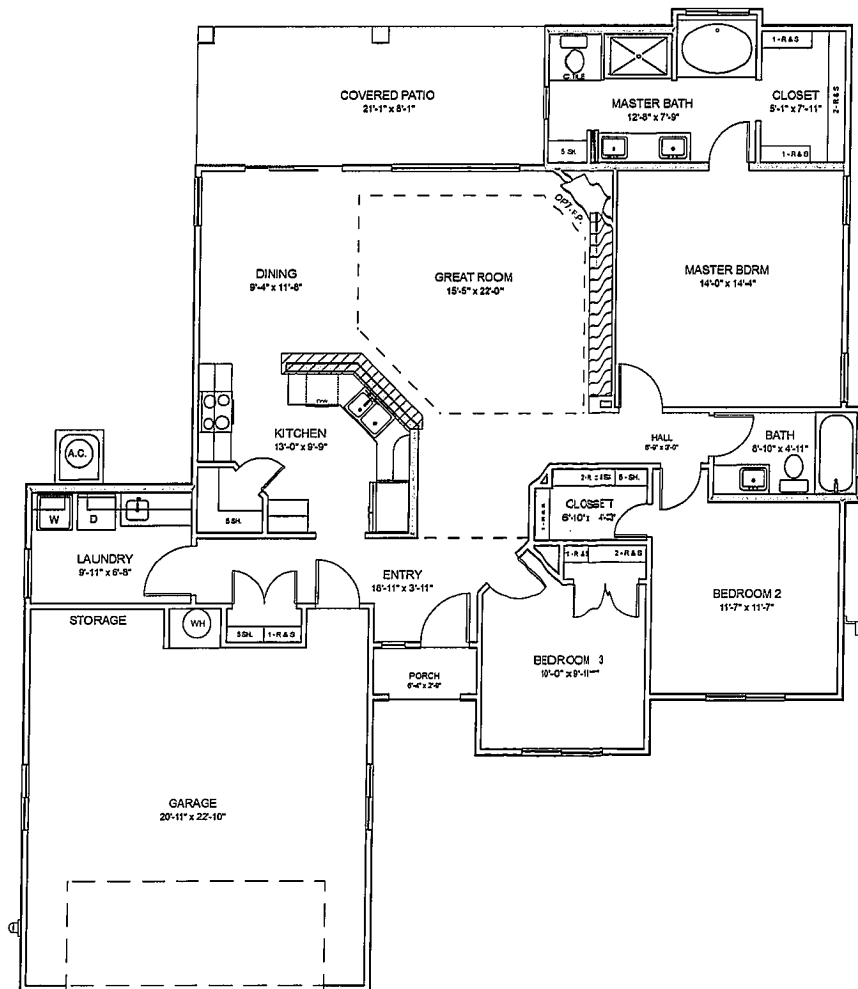 1-R&S
COVERED PATIO
21'-1" x 8'-1"
MASTER BATH
12'-8" x 7'-9"
CLOSET
5'-1" x 7'-11"
2-R&S
5 SH.
1-R&S
OPT. F.P.
DINING
9'-4" x 11'-8"
GREAT ROOM
15'-5" x 22'-0"
MASTER BDRM
14'-0" x 14'-4"
KITCHEN
13'-0" x 9'-9"
A.C.
HALL
BATH
8'-10" x 4'-11"
5-SH.
5 SH.
CLOSSET
1-R&S
W
D
LAUNDRY
9'-11" x 6'-8"
ENTRY
16'-11" x 3'-11"
1-R&S
2-R&S
BEDROOM 2
11'-7" x 11'-7"
STORAGE
WH
5 SH.
1-R&S
BEDROOM 3
PORCH
GARAGE
20'-11" x 22'-10"